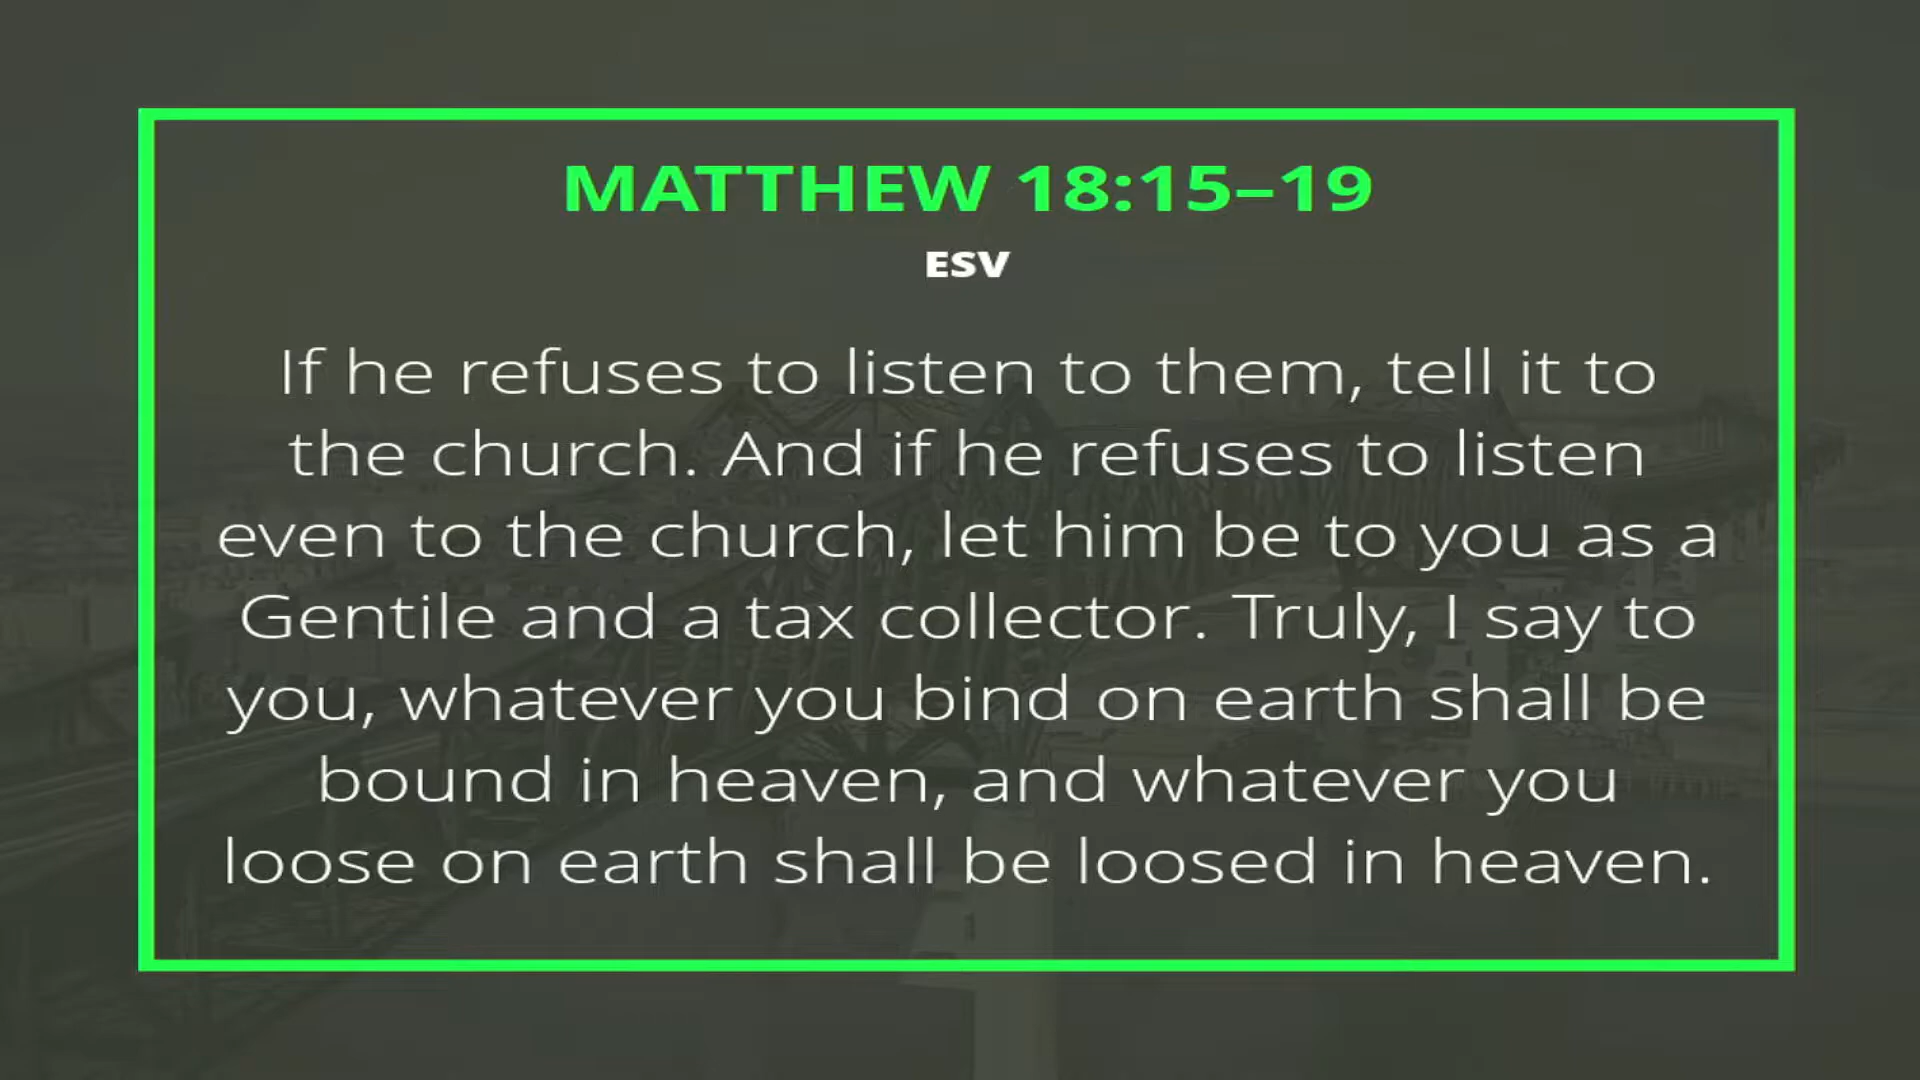 MATTHEW 18:15–19
ESV
If he refuses to listen to them, tell it to
the church. And if he refuses to listen
even to the church, let him be to you as a
Gentile and a tax collector. Truly, I say to
you, whatever you bind on earth shall be
bound in heaven, and whatever you
loose on earth shall be loosed in heaven.